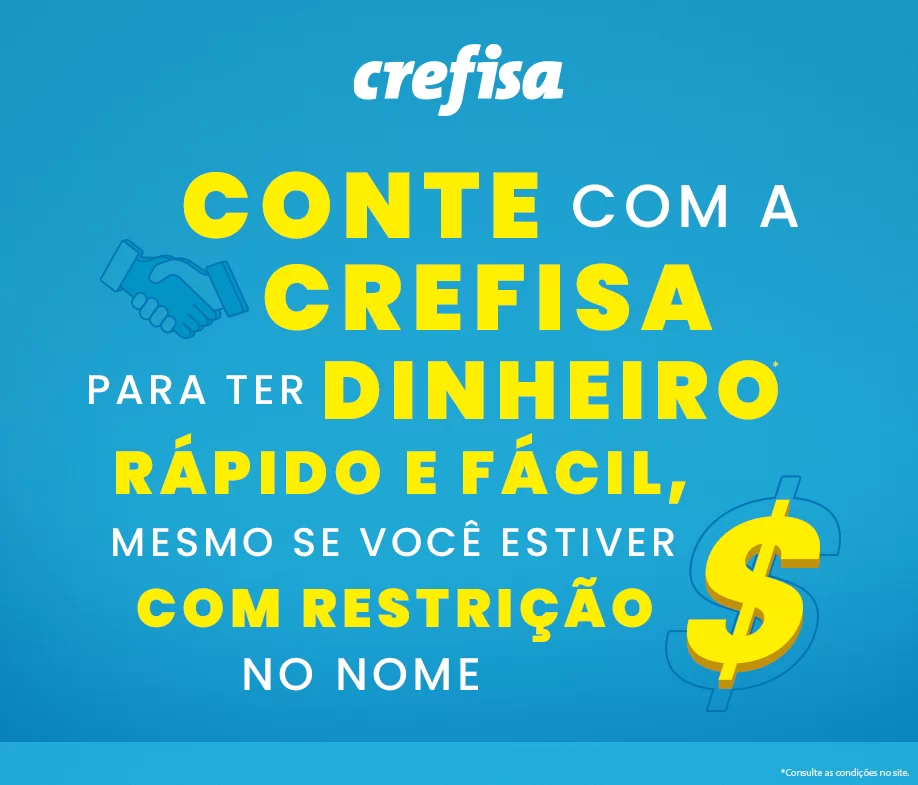 crefisa
CONTE COM A
CREFISA
PARA TER DINHEIRO*
RÁPIDO E FÁCIL,
MESMO SE VOCÊ ESTIVER
COM RESTRIÇÃO
NO NOME
$
*Consulte as condições no site.